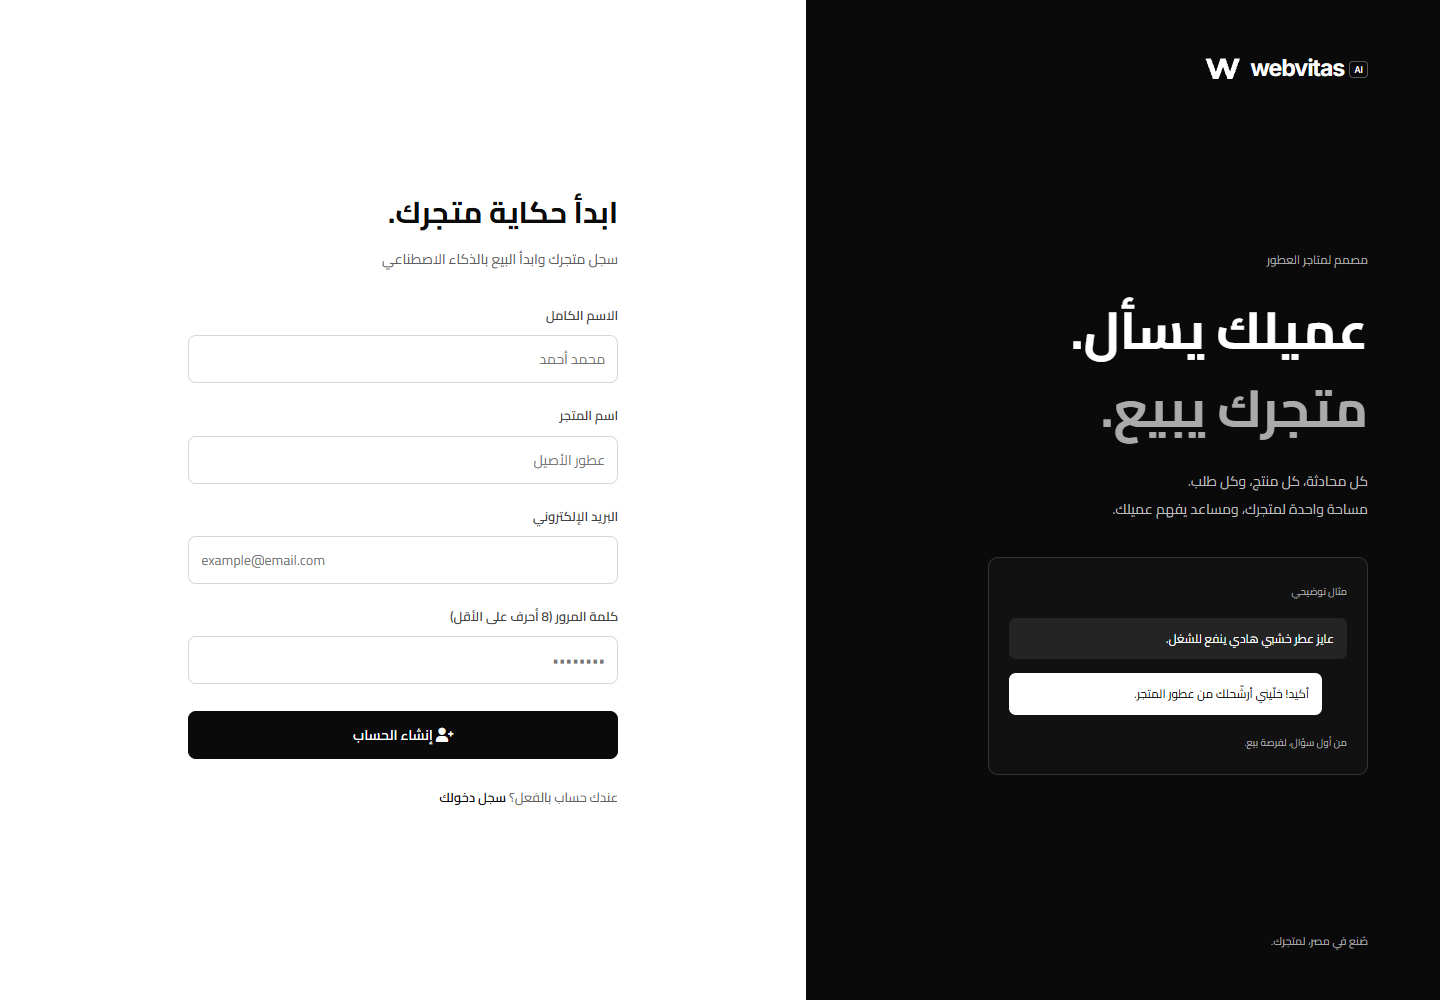 webvitas AI
مصمم لمتاجر العطور
عميلك يسأل.
متجرك يبيع.
كل محادثة، كل منتج، وكل طلب.
مساحة واحدة لمتجرك، ومساعد يفهم عميلك.
مثال توضيحي
عايز عطر خشبي هادي ينفع للشغل.
أكيد! خلّيني أرشّحلك من عطور المتجر.
من أول سؤال، لفرصة بيع.
صُنع في مصر، لمتجرك.
ابدأ حكاية متجرك.
سجل متجرك وابدأ البيع بالذكاء الاصطناعي
الاسم الكامل
محمد أحمد
اسم المتجر
عطور الأصيل
البريد الإلكتروني
example@email.com
كلمة المرور (8 أحرف على الأقل)
••••••••
إنشاء الحساب
عندك حساب بالفعل؟ سجل دخولك